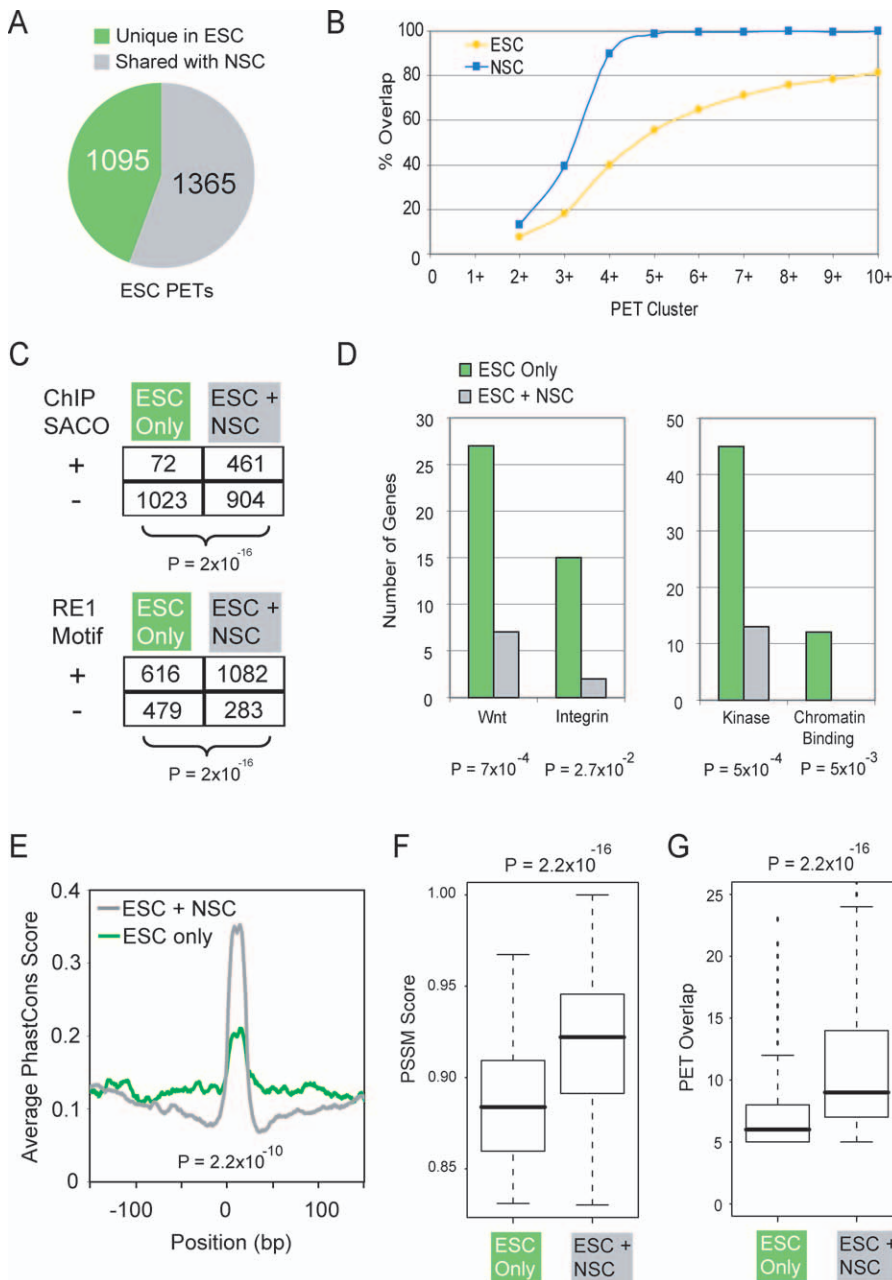 A
Unique in ESC
Shared with NSC
1095
1365
ESC PETs
B
ESC
NSC
% Overlap
100
80
60
40
20
0
0 1+ 2+ 3+ 4+ 5+ 6+ 7+ 8+ 9+ 10+
PET Cluster
C
ChIP SACO
ESC Only
ESC + NSC
+ 72 461
- 1023 904
P = 2x10^-16
RE1 Motif
ESC Only
ESC + NSC
+ 616 1082
- 479 283
P = 2x10^-16
D
ESC Only
ESC + NSC
Number of Genes
30
25
20
15
10
5
0
Wnt Integrin
P = 7x10^-4 P = 2.7x10^-2
50
40
30
20
10
0
Kinase Chromatin Binding
P = 5x10^-4 P = 5x10^-3
E
Average PhastCons Score
0.4
0.3
0.2
0.1
0
ESC + NSC
ESC only
P = 2.2x10^-10
-100 0 100
Position (bp)
F
P = 2.2x10^-16
PSSM Score
1.00
0.95
0.90
0.85
ESC Only
ESC + NSC
G
P = 2.2x10^-16
PET Overlap
25
20
15
10
5
0
ESC Only
ESC + NSC